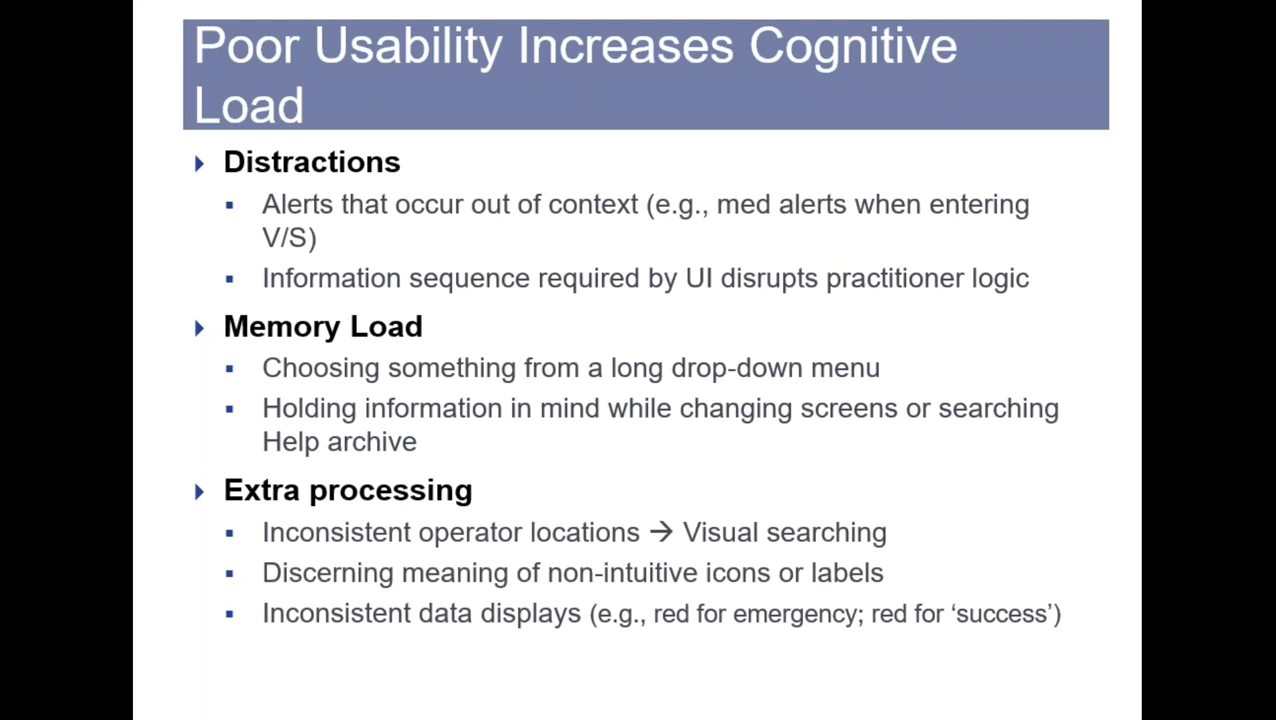 Poor Usability Increases Cognitive
Load
Distractions
Alerts that occur out of context (e.g., med alerts when entering
V/S)
Information sequence required by UI disrupts practitioner logic
Memory Load
Choosing something from a long drop-down menu
Holding information in mind while changing screens or searching
Help archive
Extra processing
Inconsistent operator locations → Visual searching
Discerning meaning of non-intuitive icons or labels
Inconsistent data displays (e.g., red for emergency; red for ‘success’)